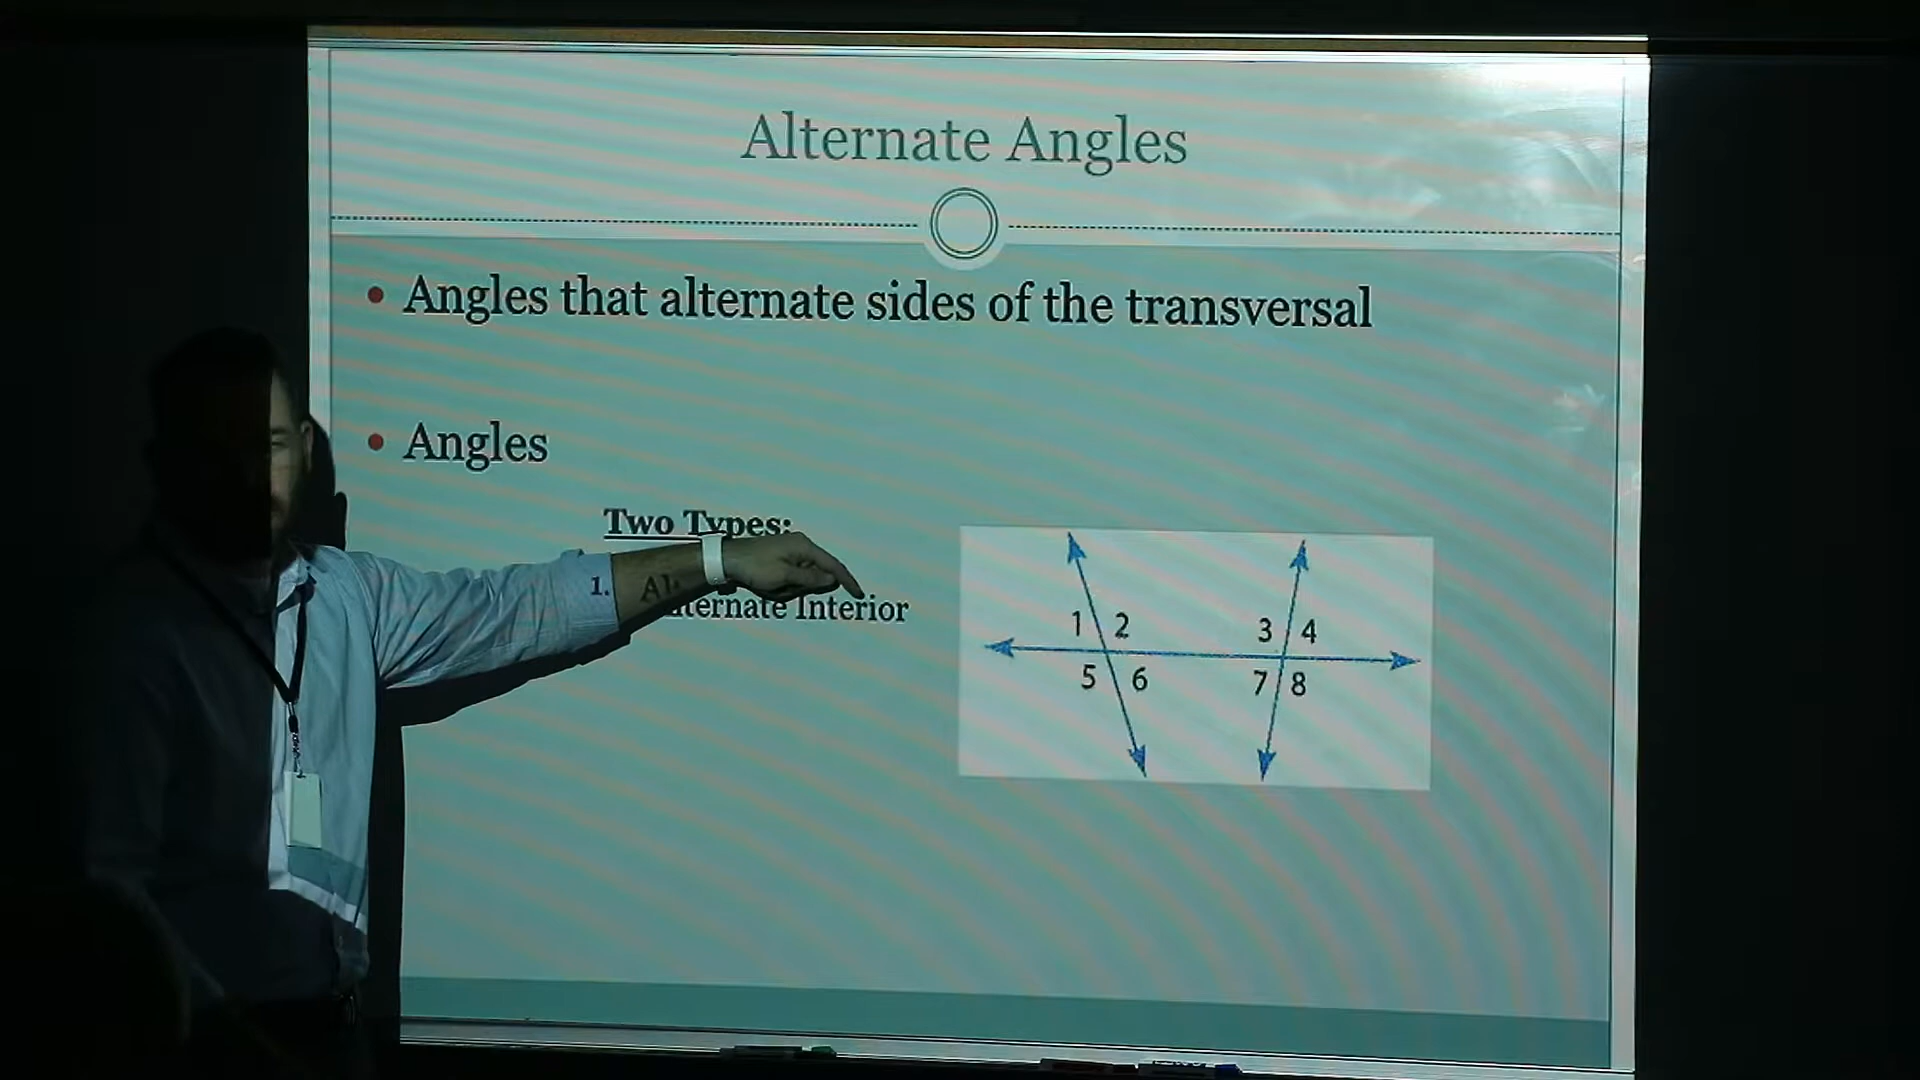 Alternate Angles
• Angles that alternate sides of the transversal
• Angles
Two Types:
1. Alternate Interior
1 2 3 4
5 6 7 8